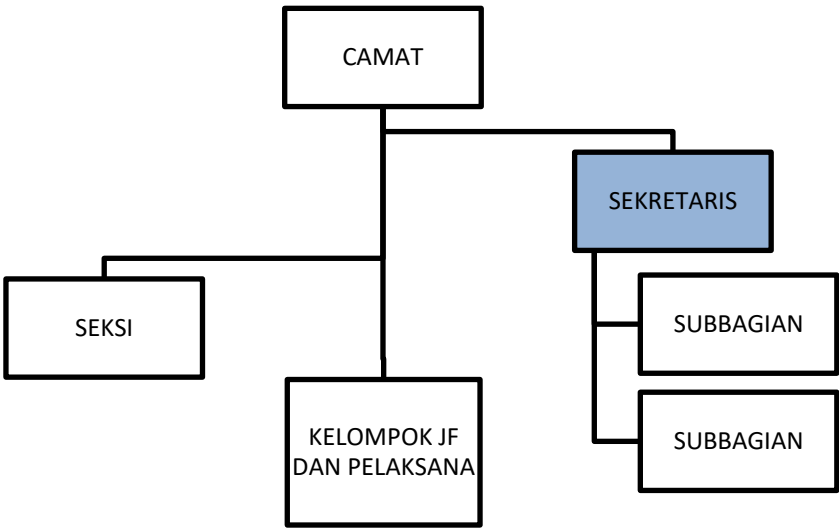 CAMAT
SEKRETARIS
SEKSI
SUBBAGIAN
KELOMPOK JF
DAN PELAKSANA
SUBBAGIAN